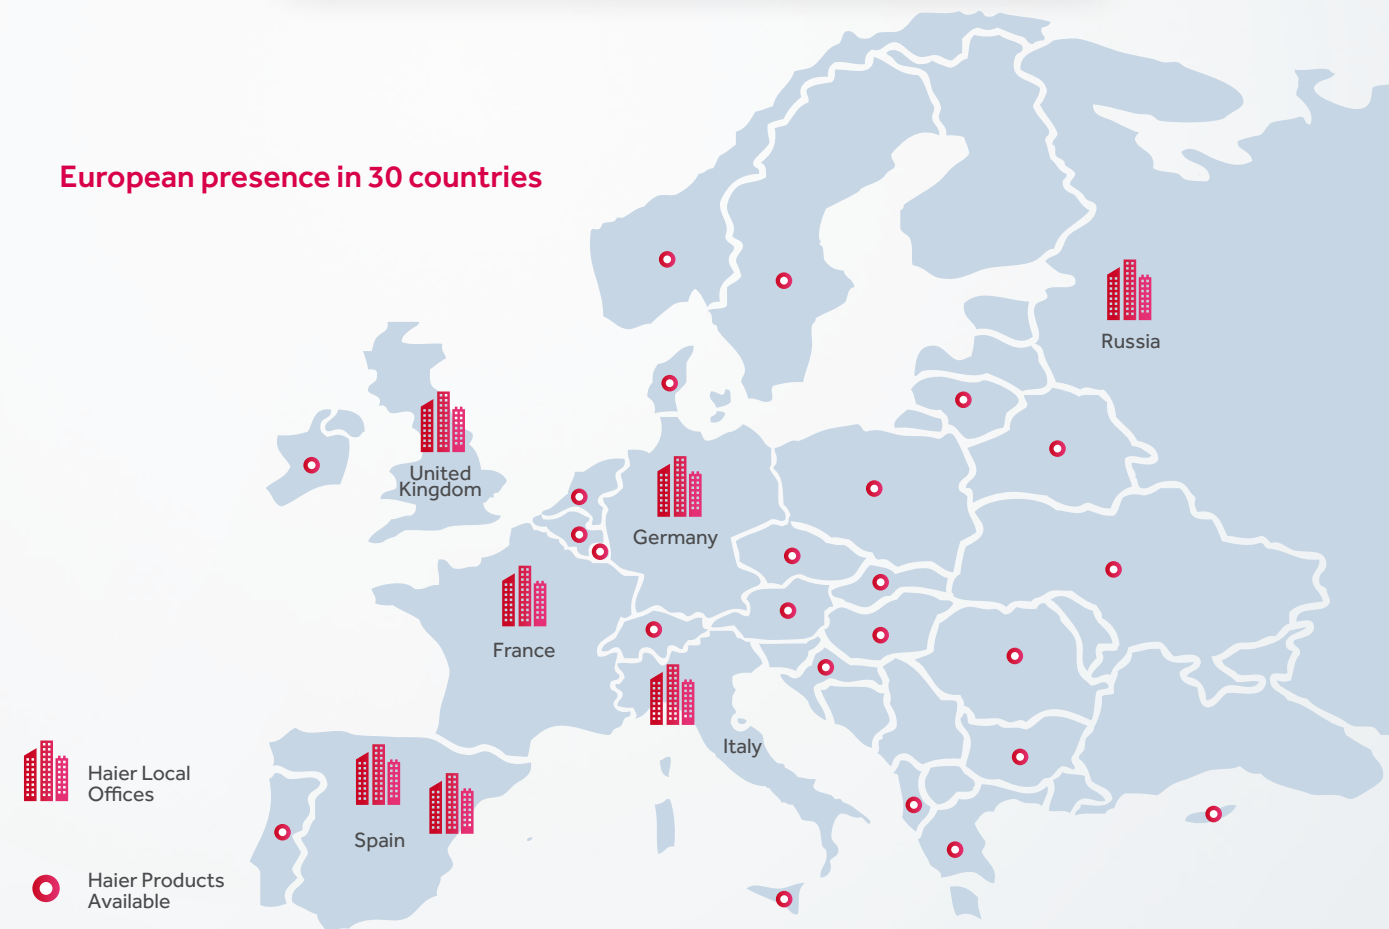 European presence in 30 countries
Russia
United
Kingdom
Germany
France
Italy
Spain
Haier Local
Offices
Haier Products
Available